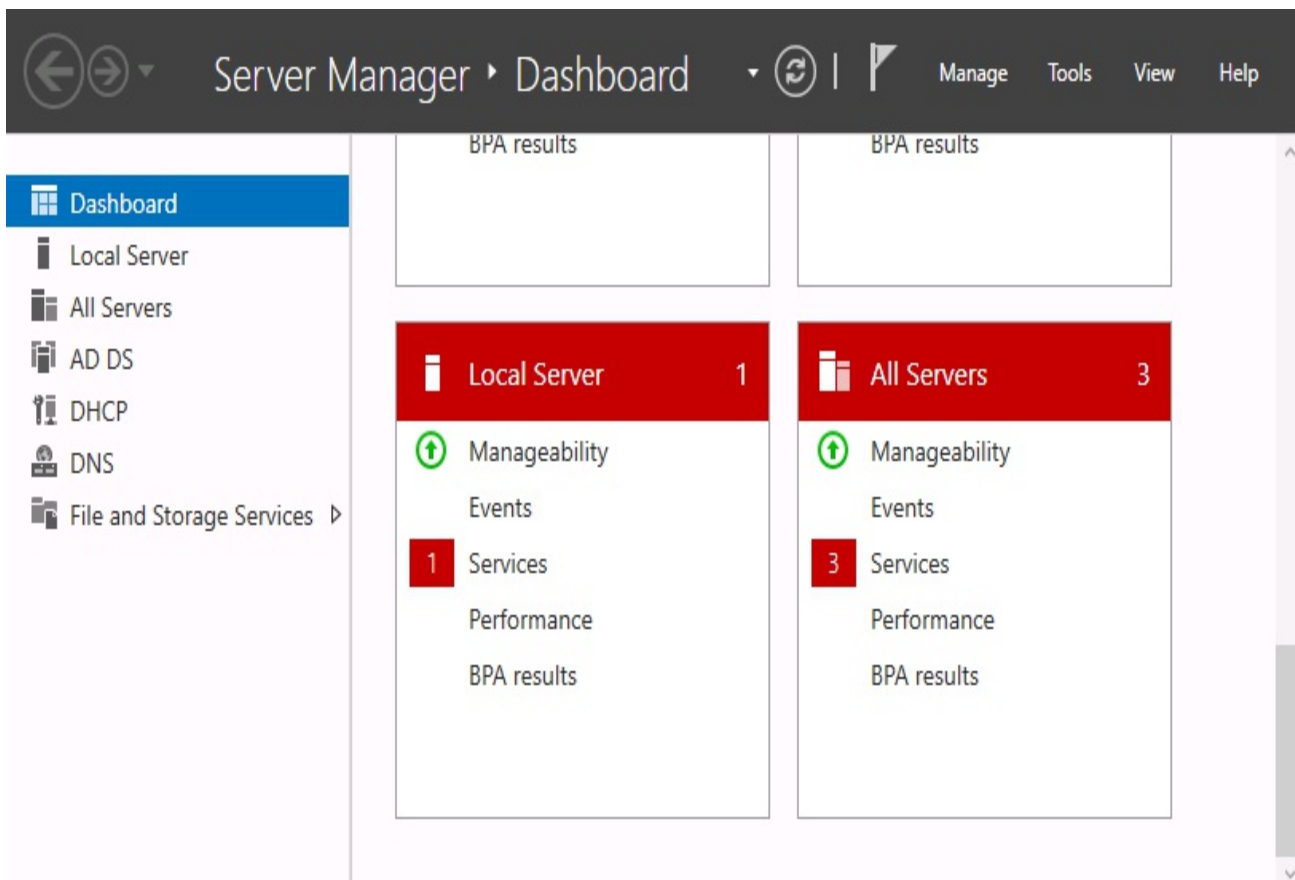 Server Manager ‣ Dashboard
Manage Tools View Help
Dashboard
Local Server
All Servers
AD DS
DHCP
DNS
File and Storage Services
BPA results
BPA results
Local Server 1
Manageability
Events
1 Services
Performance
BPA results
All Servers 3
Manageability
Events
3 Services
Performance
BPA results